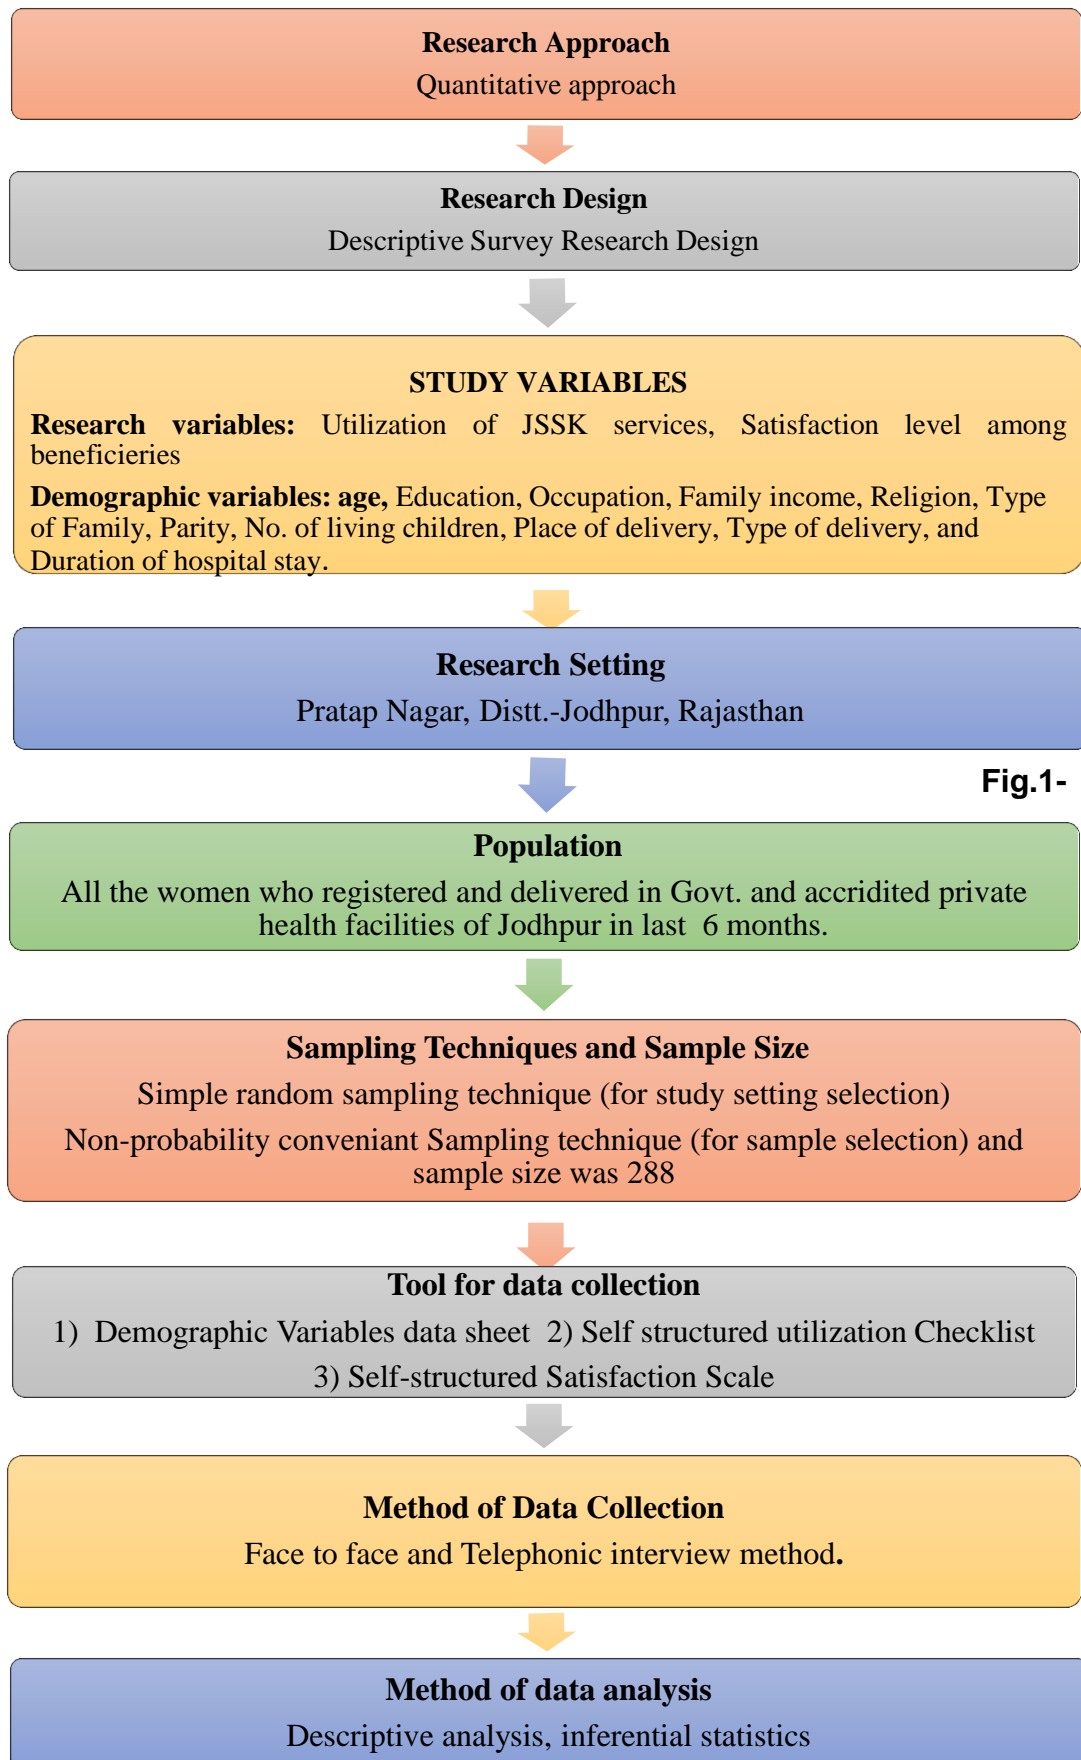 Research Approach
Quantitative approach
Research Design
Descriptive Survey Research Design
STUDY VARIABLES
Research variables: Utilization of JSSK services, Satisfaction level among
beneficieries
Demographic variables: age, Education, Occupation, Family income, Religion, Type
of Family, Parity, No. of living children, Place of delivery, Type of delivery, and
Duration of hospital stay.
Research Setting
Pratap Nagar, Distt.-Jodhpur, Rajasthan
Fig.1-
Population
All the women who registered and delivered in Govt. and accridited private
health facilities of Jodhpur in last 6 months.
Sampling Techniques and Sample Size
Simple random sampling technique (for study setting selection)
Non-probability conveniant Sampling technique (for sample selection) and
sample size was 288
Tool for data collection
1) Demographic Variables data sheet 2) Self structured utilization Checklist
3) Self-structured Satisfaction Scale
Method of Data Collection
Face to face and Telephonic interview method.
Method of data analysis
Descriptive analysis, inferential statistics